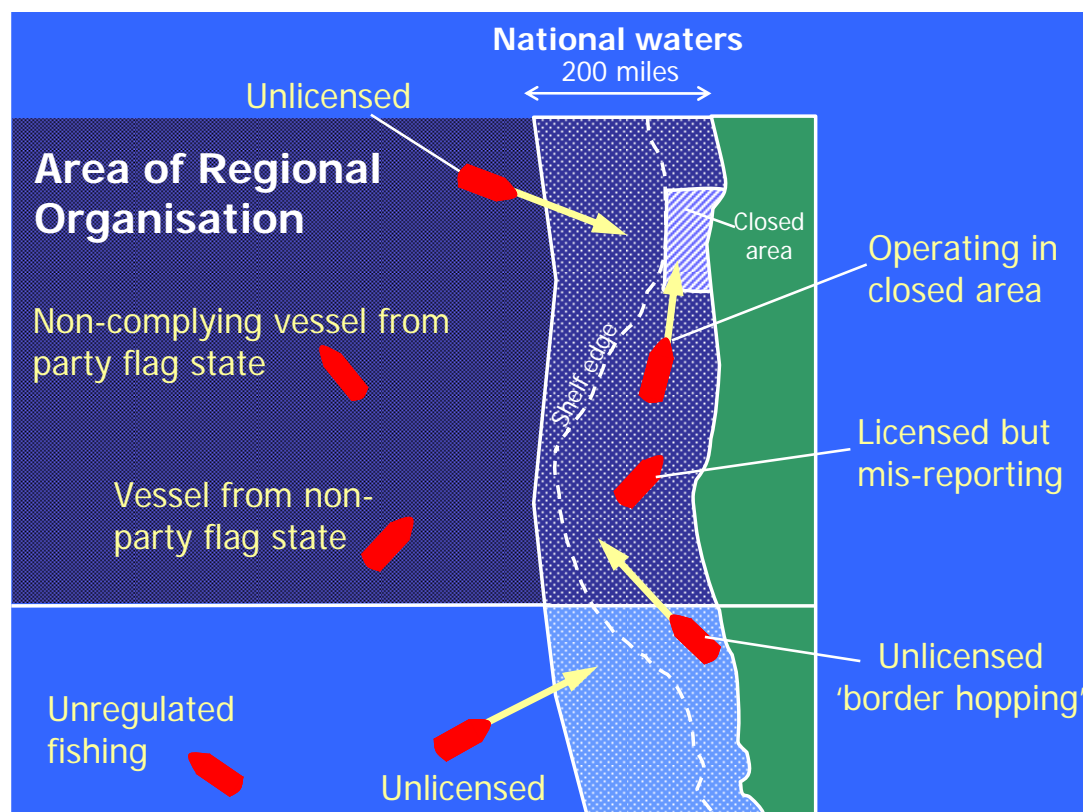 National waters
200 miles
Unlicensed
Area of Regional
Organisation
Closed
area
Operating in
closed area
Non-complying vessel from
party flag state
Shelf edge
Licensed but
mis-reporting
Vessel from non-
party flag state
Unlicensed
‘border hopping’
Unregulated
fishing
Unlicensed